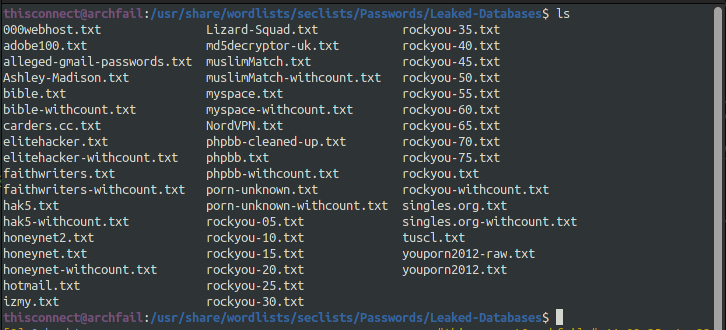 thisconnect@archfail:/usr/share/wordlists/seclists/Passwords/Leaked-Databases$ ls
000webhost.txt Lizard-Squad.txt rockyou-35.txt
adobe100.txt md5decryptor-uk.txt rockyou-40.txt
alleged-gmail-passwords.txt muslimMatch.txt rockyou-45.txt
Ashley-Madison.txt muslimMatch-withcount.txt rockyou-50.txt
bible.txt myspace.txt rockyou-55.txt
bible-withcount.txt myspace-withcount.txt rockyou-60.txt
carders.cc.txt NordVPN.txt rockyou-65.txt
elitehacker.txt phpbb-cleaned-up.txt rockyou-70.txt
elitehacker-withcount.txt phpbb.txt rockyou-75.txt
faithwriters.txt phpbb-withcount.txt rockyou.txt
faithwriters-withcount.txt porn-unknown.txt rockyou-withcount.txt
hak5.txt porn-unknown-withcount.txt singles.org.txt
hak5-withcount.txt rockyou-05.txt singles.org-withcount.txt
honeynet2.txt rockyou-10.txt tuscl.txt
honeynet.txt rockyou-15.txt youporn2012-raw.txt
honeynet-withcount.txt rockyou-20.txt youporn2012.txt
hotmail.txt rockyou-25.txt
izmy.txt rockyou-30.txt
thisconnect@archfail:/usr/share/wordlists/seclists/Passwords/Leaked-Databases$